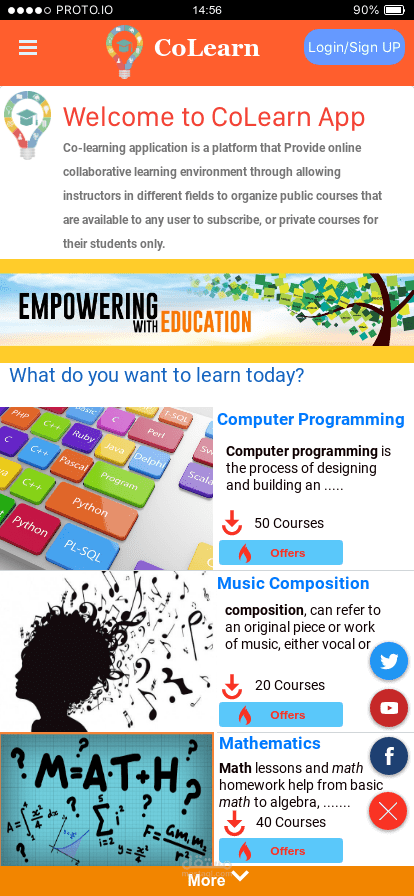 PROTO.IO 14:56 90%
CoLearn
Login/Sign UP
Welcome to CoLearn App
Co-learning application is a platform that Provide online
collaborative learning environment through allowing
instructors in different fields to organize public courses that
are available to any user to subscribe, or private courses for
their students only.
EMPOWERING
WITH EDUCATION
What do you want to learn today?
PHP
C++
Basic
C
T-SQL
C
Ruby
Java
Perl
C++
Pascal
Delphi
C++
Program
Scala
Python
Python
PL-SQL
Computer Programming
Computer programming is
the process of designing
and building an .....
50 Courses
Offers
Music Composition
composition, can refer to
an original piece or work
of music, either vocal or
20 Courses
Offers
M=A+T+H
Mathematics
Math lessons and math
homework help from basic
math to algebra, .......
40 Courses
Offers
More